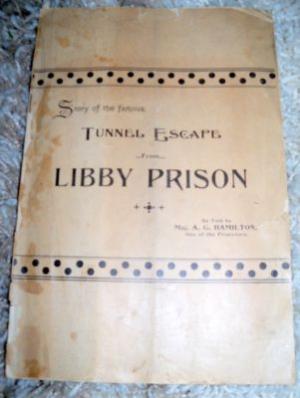 Story of the famous
TUNNEL ESCAPE
...From...
LIBBY PRISON
As Told by
MAJ. A. G. HAMILTON,
One of the Projectors.